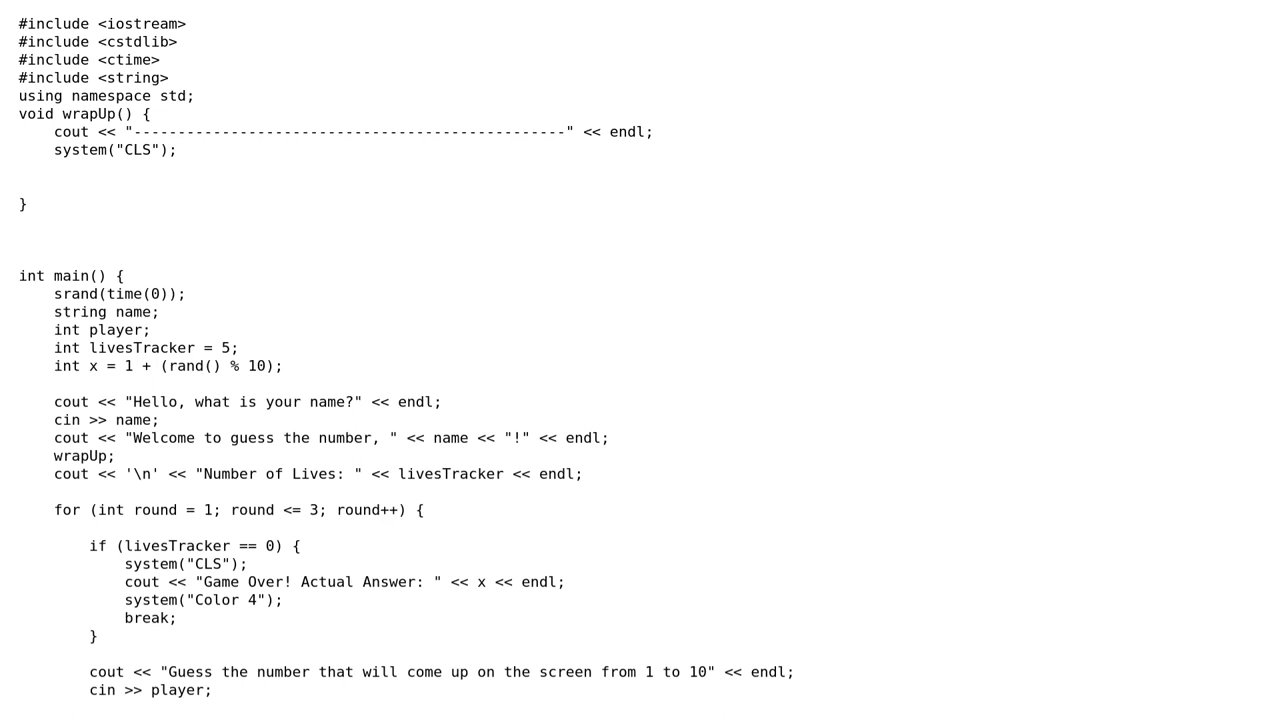 #include <iostream>
#include <cstdlib>
#include <ctime>
#include <string>
using namespace std;
void wrapUp() {
    cout << "-------------------------------------------------" << endl;
    system("CLS");
}
int main() {
    srand(time(0));
    string name;
    int player;
    int livesTracker = 5;
    int x = 1 + (rand() % 10);
    cout << "Hello, what is your name?" << endl;
    cin >> name;
    cout << "Welcome to guess the number, " << name << "!" << endl;
    wrapUp;
    cout << '\n' << "Number of Lives: " << livesTracker << endl;
    for (int round = 1; round <= 3; round++) {
        if (livesTracker == 0) {
            system("CLS");
            cout << "Game Over! Actual Answer: " << x << endl;
            system("Color 4");
            break;
        }
        cout << "Guess the number that will come up on the screen from 1 to 10" << endl;
        cin >> player;